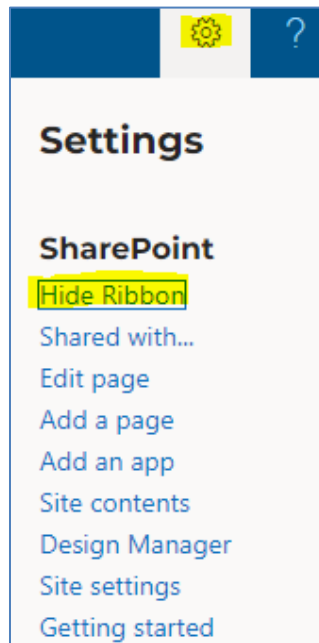 ?
Settings
SharePoint
Hide Ribbon
Shared with...
Edit page
Add a page
Add an app
Site contents
Design Manager
Site settings
Getting started